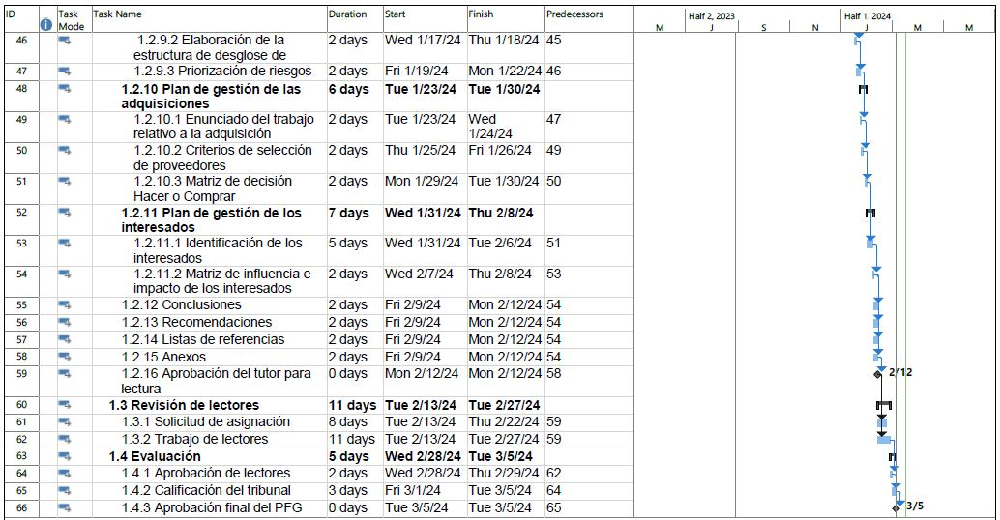 ID Task Mode Task Name Duration Start Finish Predecessors
Half 2, 2023 Half 1, 2024
M J S N J M M
46 1.2.9.2 Elaboración de la 2 days Wed 1/17/24 Thu 1/18/24 45
estructura de desglose de
47 1.2.9.3 Priorización de riesgos 2 days Fri 1/19/24 Mon 1/22/24 46
48 1.2.10 Plan de gestión de las 6 days Tue 1/23/24 Tue 1/30/24
adquisiciones
49 1.2.10.1 Enunciado del trabajo 2 days Tue 1/23/24 Wed 47
relativo a la adquisición 1/24/24
50 1.2.10.2 Criterios de selección 2 days Thu 1/25/24 Fri 1/26/24 49
de proveedores
51 1.2.10.3 Matriz de decisión 2 days Mon 1/29/24 Tue 1/30/24 50
Hacer o Comprar
52 1.2.11 Plan de gestión de los 7 days Wed 1/31/24 Thu 2/8/24
interesados
53 1.2.11.1 Identificación de los 5 days Wed 1/31/24 Tue 2/6/24 51
interesados
54 1.2.11.2 Matriz de influencia e 2 days Wed 2/7/24 Thu 2/8/24 53
impacto de los interesados
55 1.2.12 Conclusiones 2 days Fri 2/9/24 Mon 2/12/24 54
56 1.2.13 Recomendaciones 2 days Fri 2/9/24 Mon 2/12/24 54
57 1.2.14 Listas de referencias 2 days Fri 2/9/24 Mon 2/12/24 54
58 1.2.15 Anexos 2 days Fri 2/9/24 Mon 2/12/24 54
59 1.2.16 Aprobación del tutor para 0 days Mon 2/12/24 Mon 2/12/24 58 2/12
lectura
60 1.3 Revisión de lectores 11 days Tue 2/13/24 Tue 2/27/24
61 1.3.1 Solicitud de asignación 8 days Tue 2/13/24 Thu 2/22/24 59
62 1.3.2 Trabajo de lectores 11 days Tue 2/13/24 Tue 2/27/24 59
63 1.4 Evaluación 5 days Wed 2/28/24 Tue 3/5/24
64 1.4.1 Aprobación de lectores 2 days Wed 2/28/24 Thu 2/29/24 62
65 1.4.2 Calificación del tribunal 3 days Fri 3/1/24 Tue 3/5/24 64
66 1.4.3 Aprobación final del PFG 0 days Tue 3/5/24 Tue 3/5/24 65 3/5